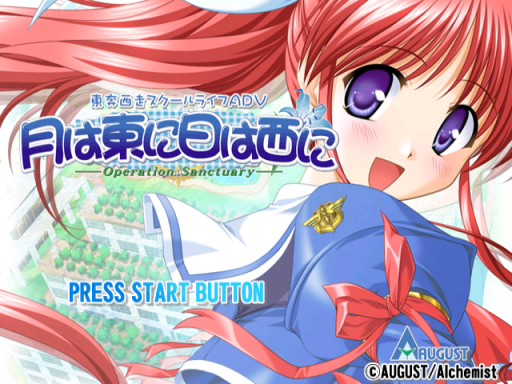 東奔西走スクールライフADV
月は東に日は西に
Operation Sanctuary
PRESS START BUTTON
AUGUST
©AUGUST/Alchemist